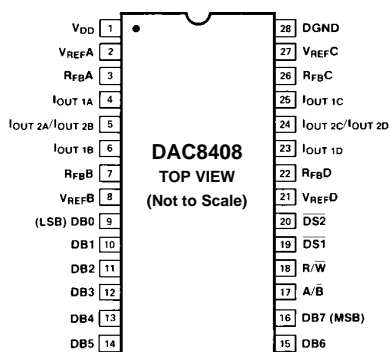 VDD 1
VREFA 2
RFBA 3
IOUT 1A 4
IOUT 2A/IOUT 2B 5
IOUT 1B 6
RFBB 7
VREFB 8
(LSB) DB0 9
DB1 10
DB2 11
DB3 12
DB4 13
DB5 14
DAC8408
TOP VIEW
(Not to Scale)
28 DGND
27 VREFC
26 RFBC
25 IOUT 1C
24 IOUT 2C/IOUT 2D
23 IOUT 1D
22 RFBD
21 VREFD
20 D̅S̅2̅
19 D̅S̅1̅
18 R/W̅
17 A/B̅
16 DB7 (MSB)
15 DB6